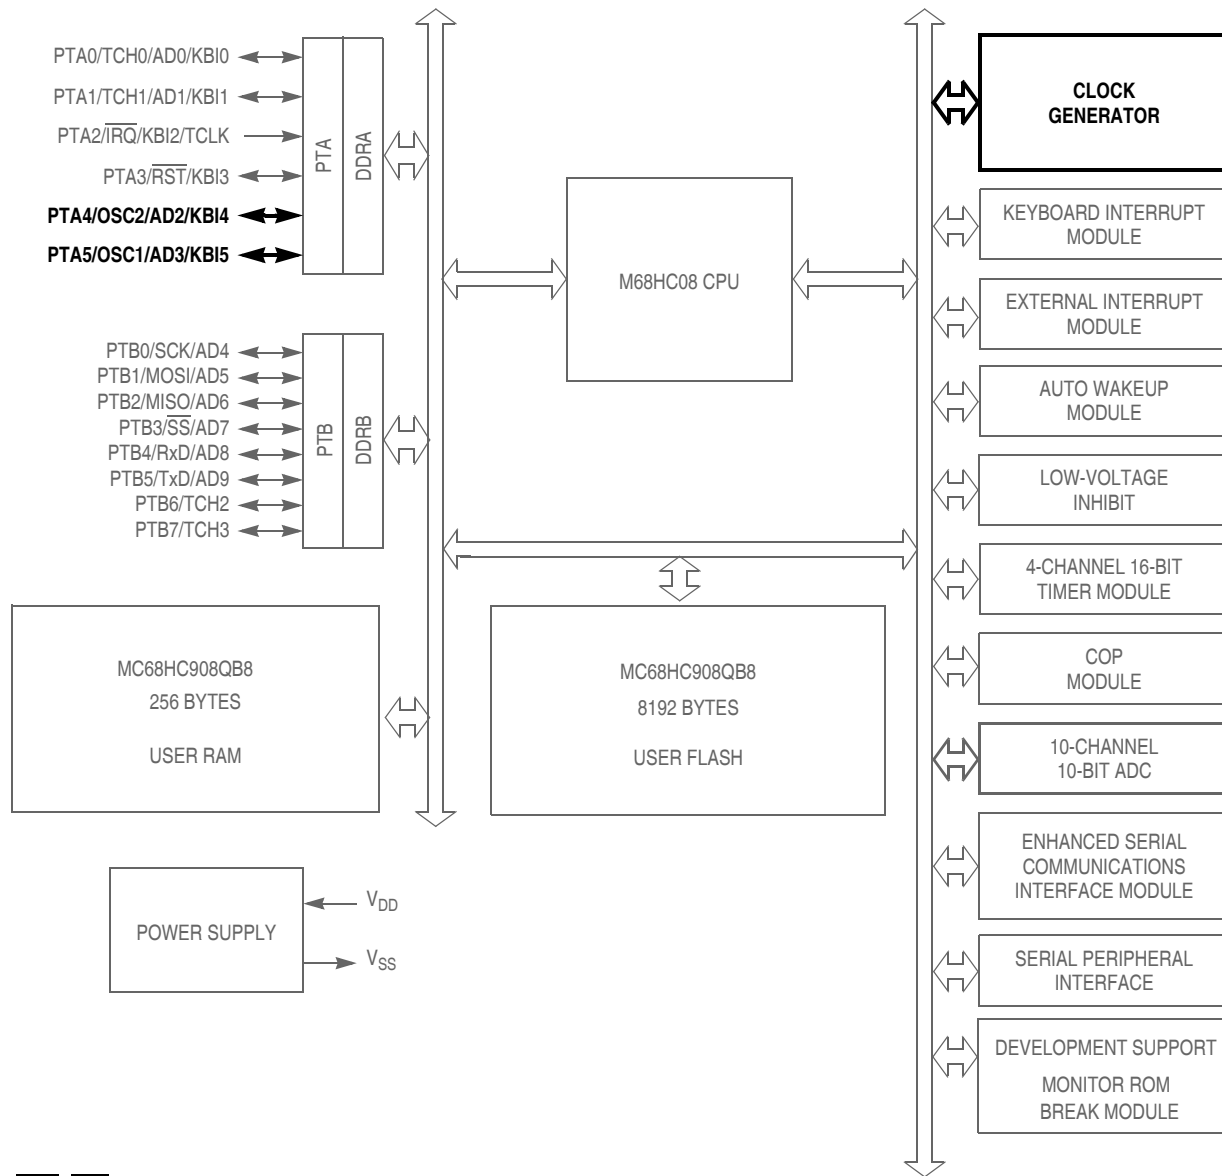 PTA0/TCH0/AD0/KBI0
PTA1/TCH1/AD1/KBI1
PTA2/IRQ/KBI2/TCLK
PTA3/RST/KBI3
PTA4/OSC2/AD2/KBI4
PTA5/OSC1/AD3/KBI5
PTA
DDRA
PTB0/SCK/AD4
PTB1/MOSI/AD5
PTB2/MISO/AD6
PTB3/SS/AD7
PTB4/RxD/AD8
PTB5/TxD/AD9
PTB6/TCH2
PTB7/TCH3
PTB
DDRB
M68HC08 CPU
MC68HC908QB8
256 BYTES
USER RAM
MC68HC908QB8
8192 BYTES
USER FLASH
POWER SUPPLY
VDD
VSS
CLOCK
GENERATOR
KEYBOARD INTERRUPT
MODULE
EXTERNAL INTERRUPT
MODULE
AUTO WAKEUP
MODULE
LOW-VOLTAGE
INHIBIT
4-CHANNEL 16-BIT
TIMER MODULE
COP
MODULE
10-CHANNEL
10-BIT ADC
ENHANCED SERIAL
COMMUNICATIONS
INTERFACE MODULE
SERIAL PERIPHERAL
INTERFACE
DEVELOPMENT SUPPORT
MONITOR ROM
BREAK MODULE